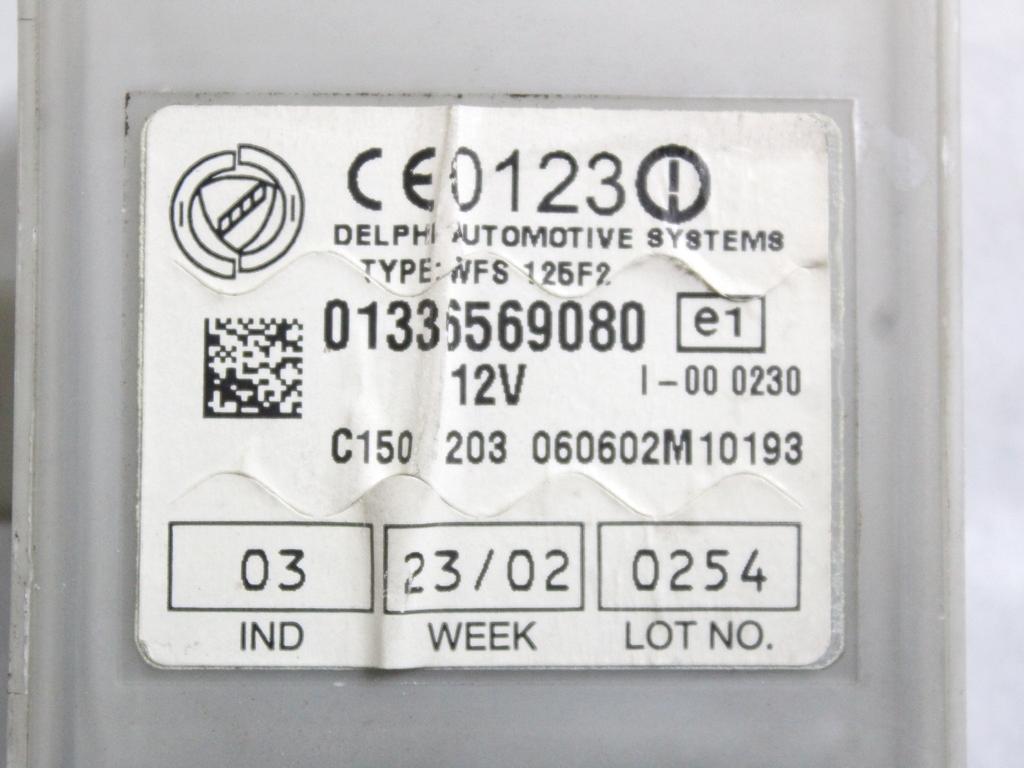 CE0123
DELPHI AUTOMOTIVE SYSTEMS
TYPE: WFS 125F2
01336569080 e1
12V I-00 0230
C150 203 060602M10193
03 23/02 0254
IND WEEK LOT NO.